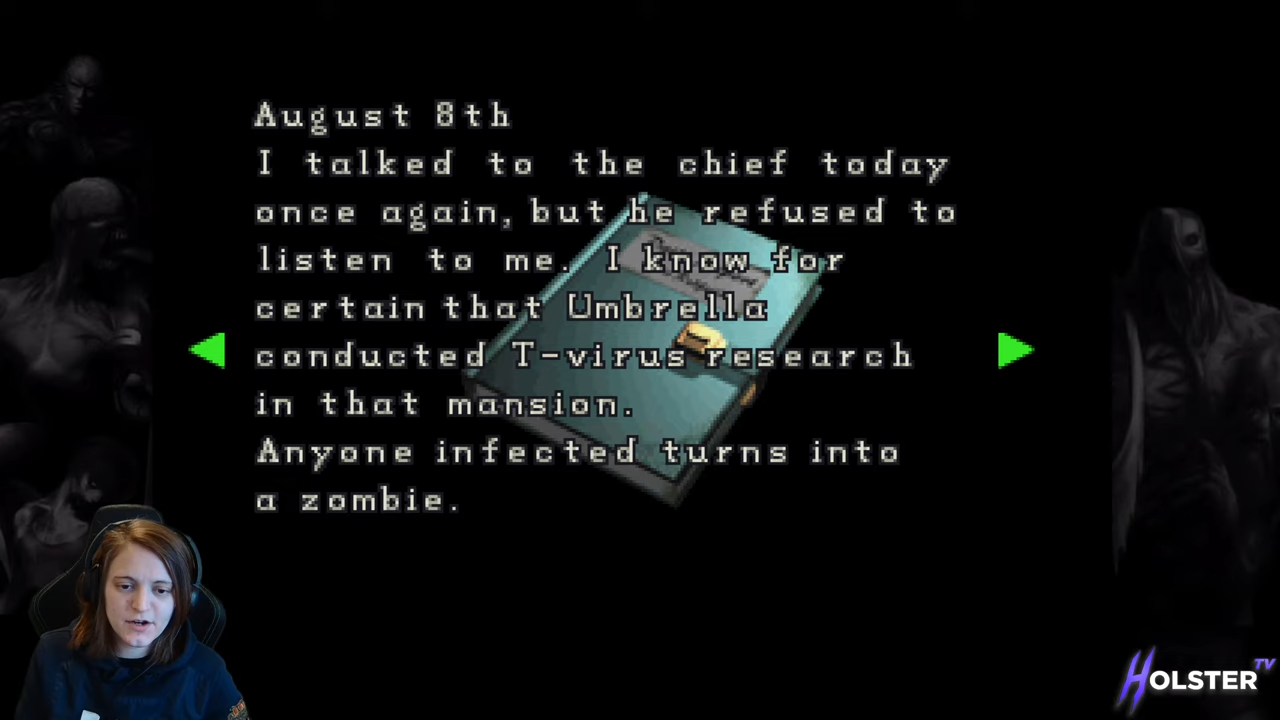 August 8th
I talked to the chief today
once again, but he refused to
listen to me. I know for
certain that Umbrella
conducted T-virus research
in that mansion.
Anyone infected turns into
a zombie.
HOLSTER TV